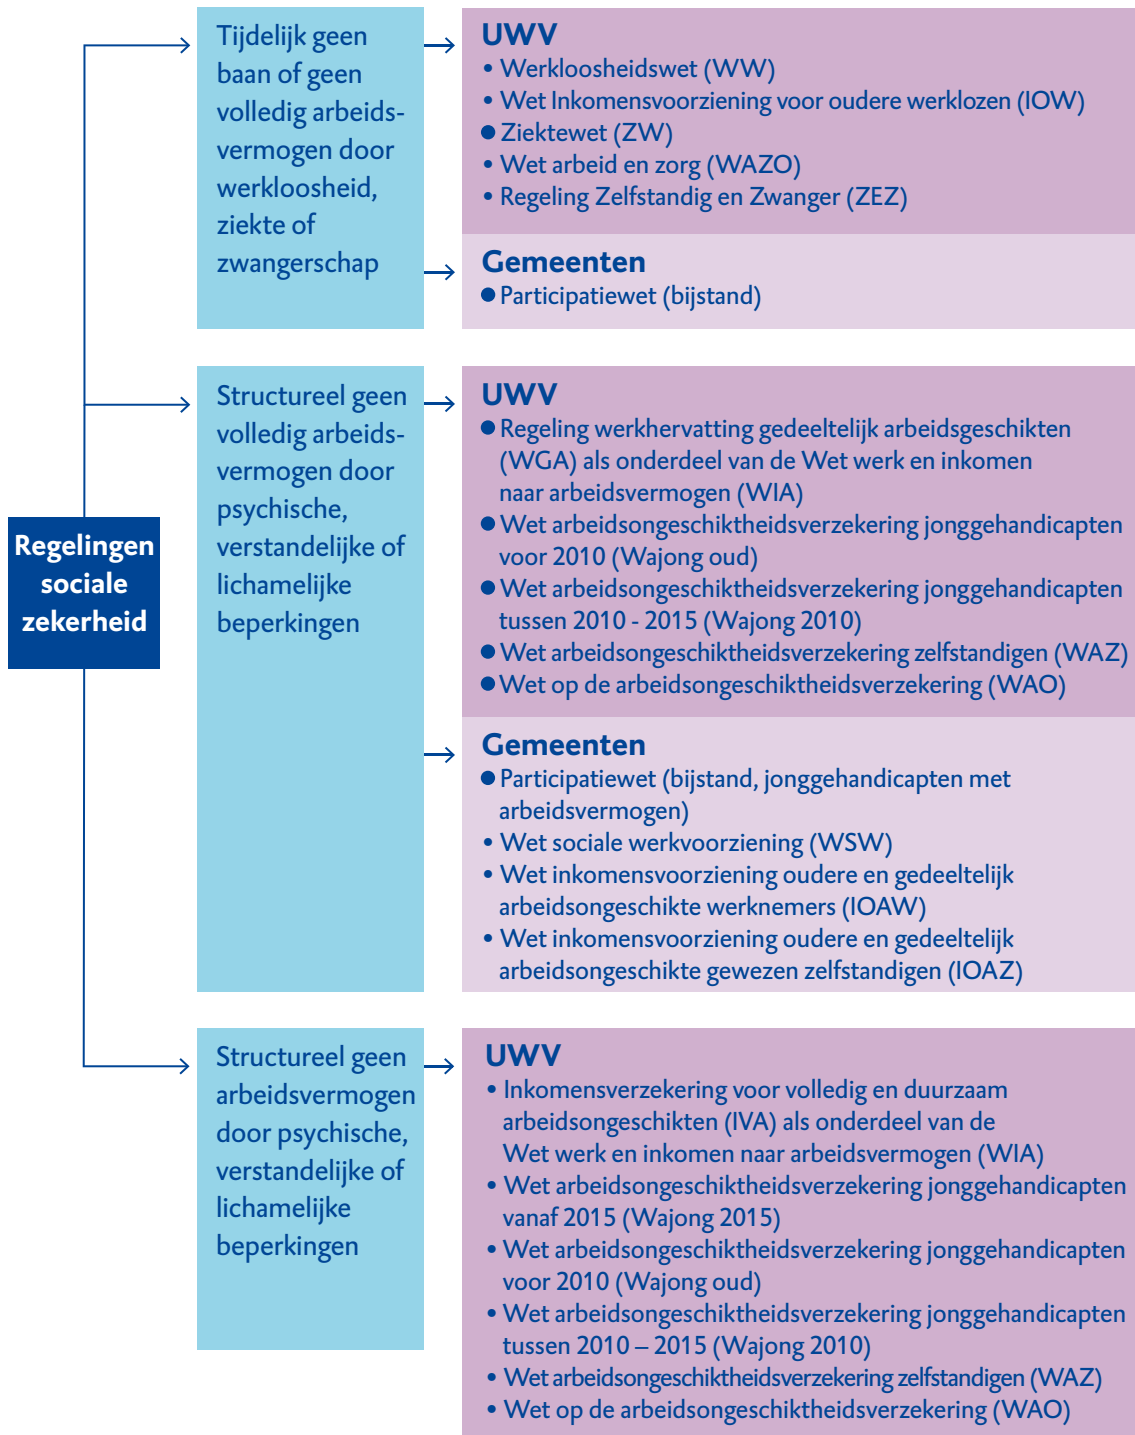 Regelingen
sociale
zekerheid
Tijdelijk geen
baan of geen
volledig arbeids-
vermogen door
werkloosheid,
ziekte of
zwangerschap
UWV
• Werkloosheidswet (WW)
• Wet Inkomensvoorziening voor oudere werklozen (IOW)
● Ziektewet (ZW)
• Wet arbeid en zorg (WAZO)
• Regeling Zelfstandig en Zwanger (ZEZ)
Gemeenten
● Participatiewet (bijstand)
Structureel geen
volledig arbeids-
vermogen door
psychische,
verstandelijke of
lichamelijke
beperkingen
UWV
● Regeling werkhervatting gedeeltelijk arbeidsgeschikten
(WGA) als onderdeel van de Wet werk en inkomen
naar arbeidsvermogen (WIA)
● Wet arbeidsongeschiktheidsverzekering jonggehandicapten
voor 2010 (Wajong oud)
● Wet arbeidsongeschiktheidsverzekering jonggehandicapten
tussen 2010 - 2015 (Wajong 2010)
● Wet arbeidsongeschiktheidsverzekering zelfstandigen (WAZ)
● Wet op de arbeidsongeschiktheidsverzekering (WAO)
Gemeenten
● Participatiewet (bijstand, jonggehandicapten met
arbeidsvermogen)
• Wet sociale werkvoorziening (WSW)
• Wet inkomensvoorziening oudere en gedeeltelijk
arbeidsongeschikte werknemers (IOAW)
• Wet inkomensvoorziening oudere en gedeeltelijk
arbeidsongeschikte gewezen zelfstandigen (IOAZ)
Structureel geen
arbeidsvermogen
door psychische,
verstandelijke of
lichamelijke
beperkingen
UWV
• Inkomensverzekering voor volledig en duurzaam
arbeidsongeschikten (IVA) als onderdeel van de
Wet werk en inkomen naar arbeidsvermogen (WIA)
• Wet arbeidsongeschiktheidsverzekering jonggehandicapten
vanaf 2015 (Wajong 2015)
• Wet arbeidsongeschiktheidsverzekering jonggehandicapten
voor 2010 (Wajong oud)
• Wet arbeidsongeschiktheidsverzekering jonggehandicapten
tussen 2010 – 2015 (Wajong 2010)
• Wet arbeidsongeschiktheidsverzekering zelfstandigen (WAZ)
• Wet op de arbeidsongeschiktheidsverzekering (WAO)